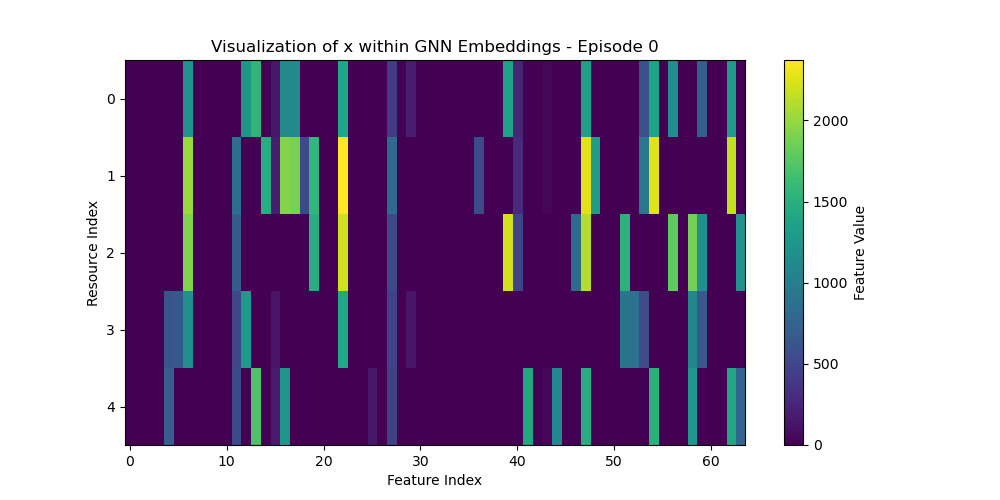 Visualization of x within GNN Embeddings - Episode 0
Resource Index
0
1
2
3
4
0 10 20 30 40 50 60
Feature Index
2000
1500
1000
500
0
Feature Value